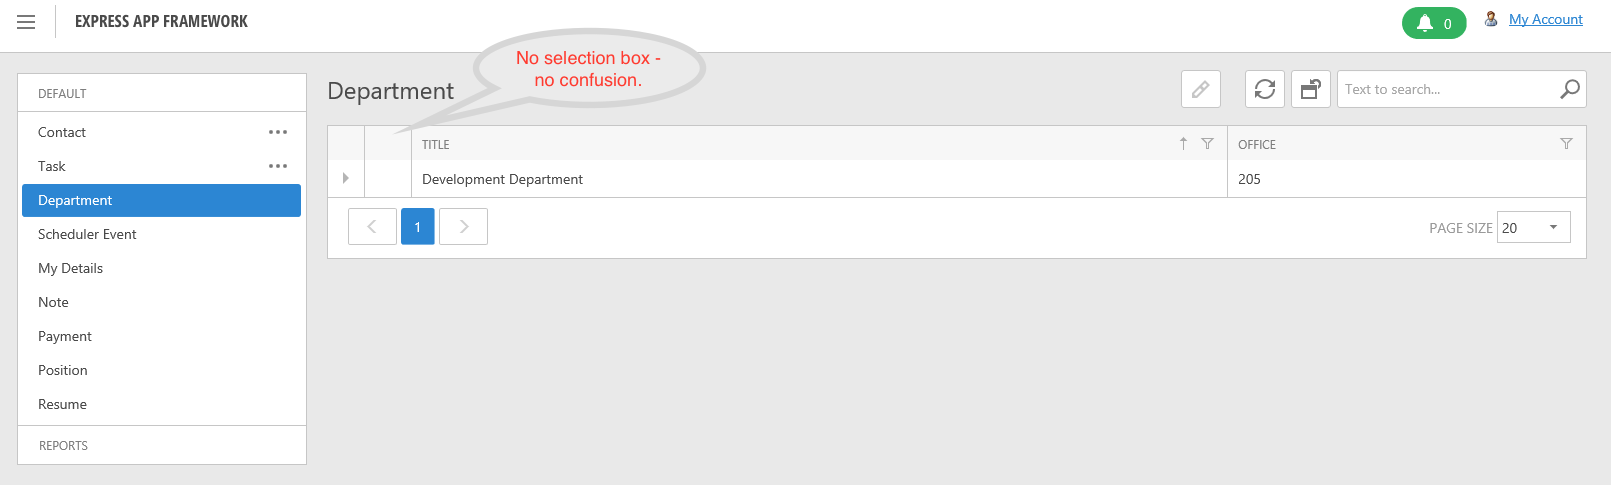 EXPRESS APP FRAMEWORK
0
My Account
No selection box -
no confusion.
DEFAULT
Contact
Task
Department
Scheduler Event
My Details
Note
Payment
Position
Resume
REPORTS
Department
Text to search...
TITLE
OFFICE
Development Department
205
1
PAGE SIZE 20